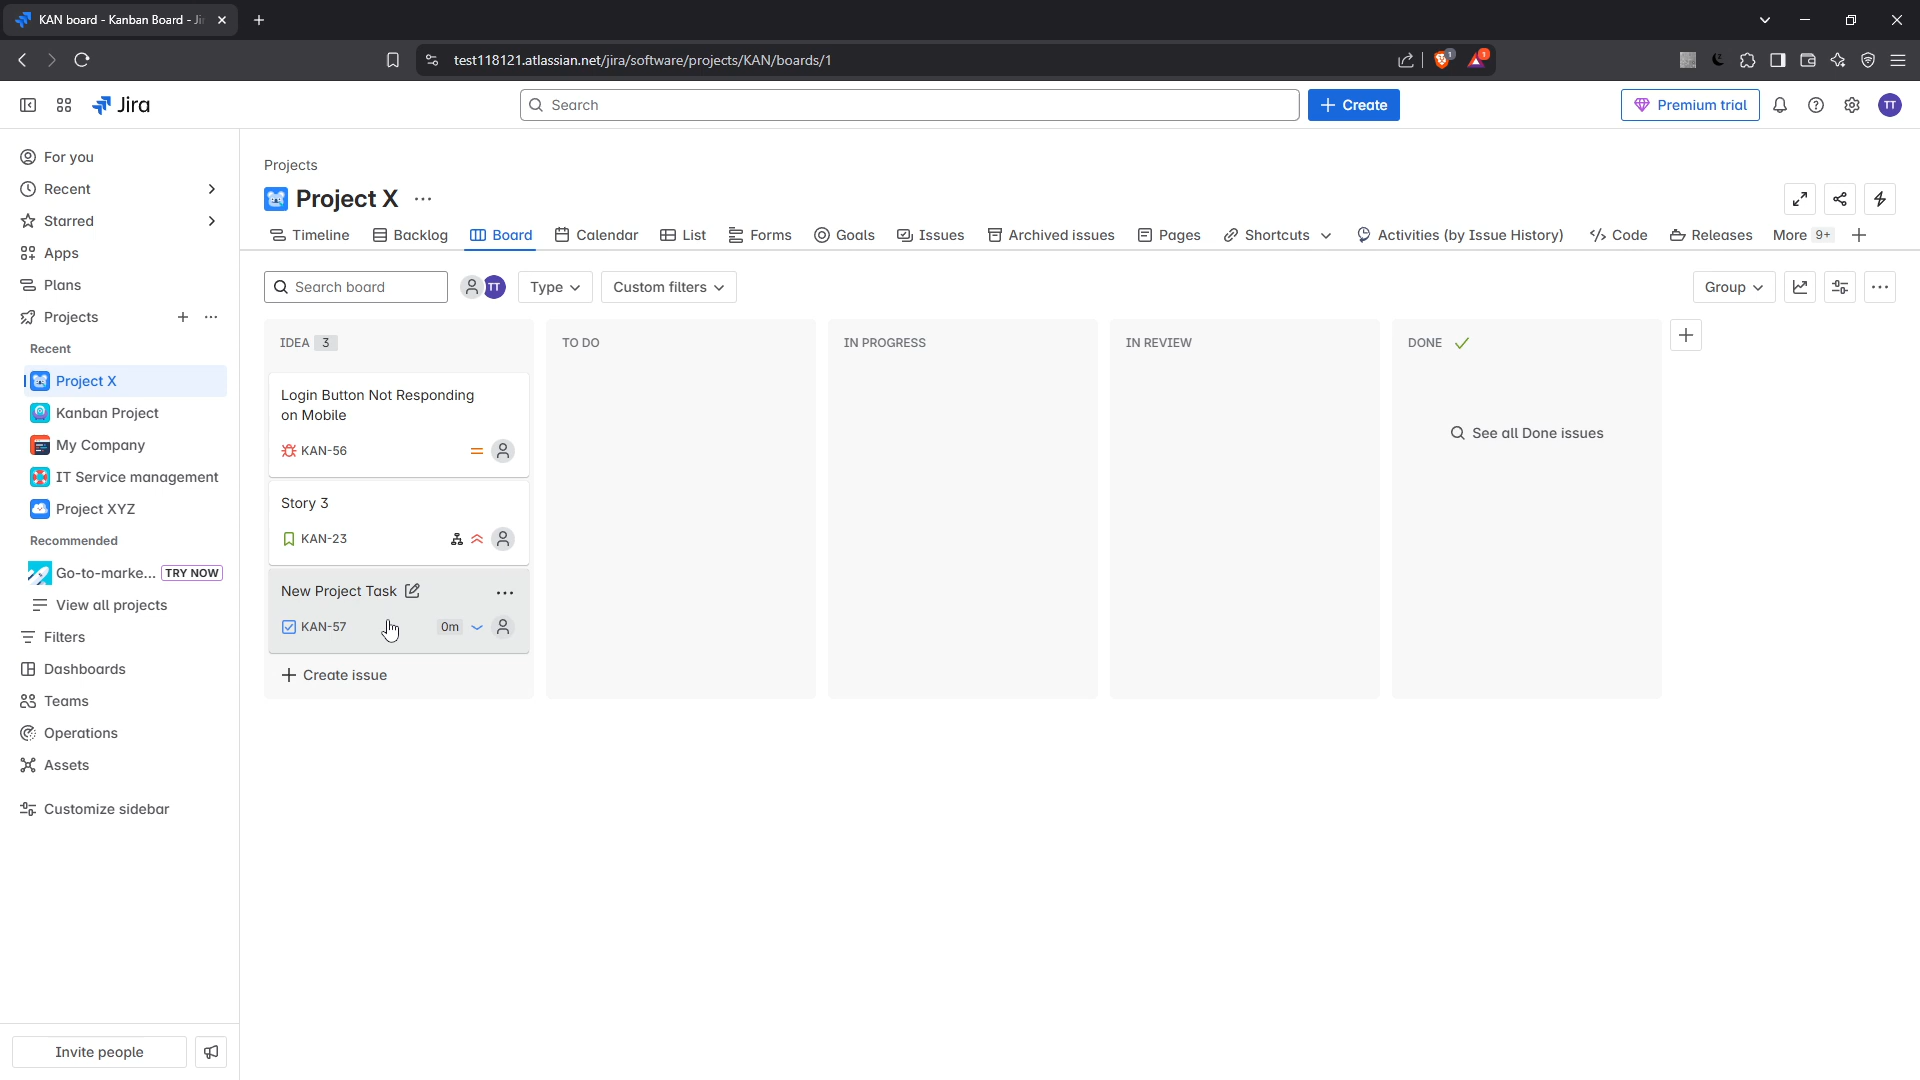 KAN board - Kanban Board - Ji
test118121.atlassian.net/jira/software/projects/KAN/boards/1
1
1
Jira
Search
Create
Premium trial
TT
For you
Recent
Starred
Apps
Plans
Projects
Recent
Project X
Kanban Project
My Company
IT Service management
Project XYZ
Recommended
Go-to-marke... TRY NOW
View all projects
Filters
Dashboards
Teams
Operations
Assets
Customize sidebar
Invite people
Projects
Project X
Timeline
Backlog
Board
Calendar
List
Forms
Goals
Issues
Archived issues
Pages
Shortcuts
Activities (by Issue History)
Code
Releases
More 9+
Search board
TT
Type
Custom filters
Group
IDEA 3
Login Button Not Responding
on Mobile
KAN-56
Story 3
KAN-23
New Project Task
KAN-57
0m
Create issue
TO DO
IN PROGRESS
IN REVIEW
DONE
See all Done issues